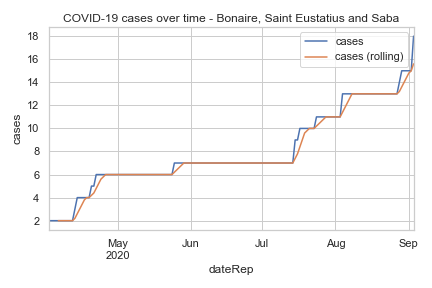 COVID-19 cases over time - Bonaire, Saint Eustatius and Saba
cases
cases (rolling)
18
16
14
12
10
8
6
4
2
cases
May
2020
Jun
Jul
Aug
Sep
dateRep